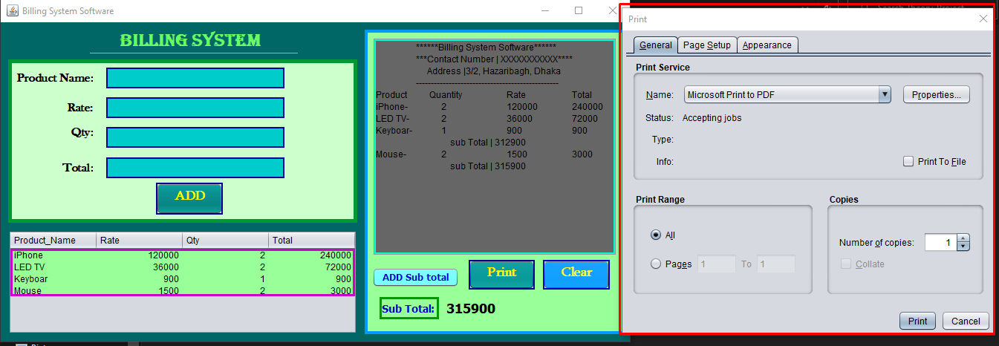 Billing System Software
BILLING SYSTEM
Product Name:
Rate:
Qty:
Total:
ADD
Product_Name Rate Qty Total
iPhone 120000 2 240000
LED TV 36000 2 72000
Keyboar 900 1 900
Mouse 1500 2 3000
******Billing System Software******
***Contact Number | XXXXXXXXXXXX****
Address |3/2, Hazaribagh, Dhaka
Product Quantity Rate Total
iPhone- 2 120000 240000
LED TV- 2 36000 72000
Keyboar- 1 900 900
sub Total | 312900
Mouse- 2 1500 3000
sub Total | 315900
ADD Sub total
Print
Clear
Sub Total: 315900
Print
General Page Setup Appearance
Print Service
Name: Microsoft Print to PDF Properties...
Status: Accepting jobs
Type:
Info: Print To File
Print Range
All
Pages 1 To 1
Copies
Number of copies: 1
Collate
Print Cancel